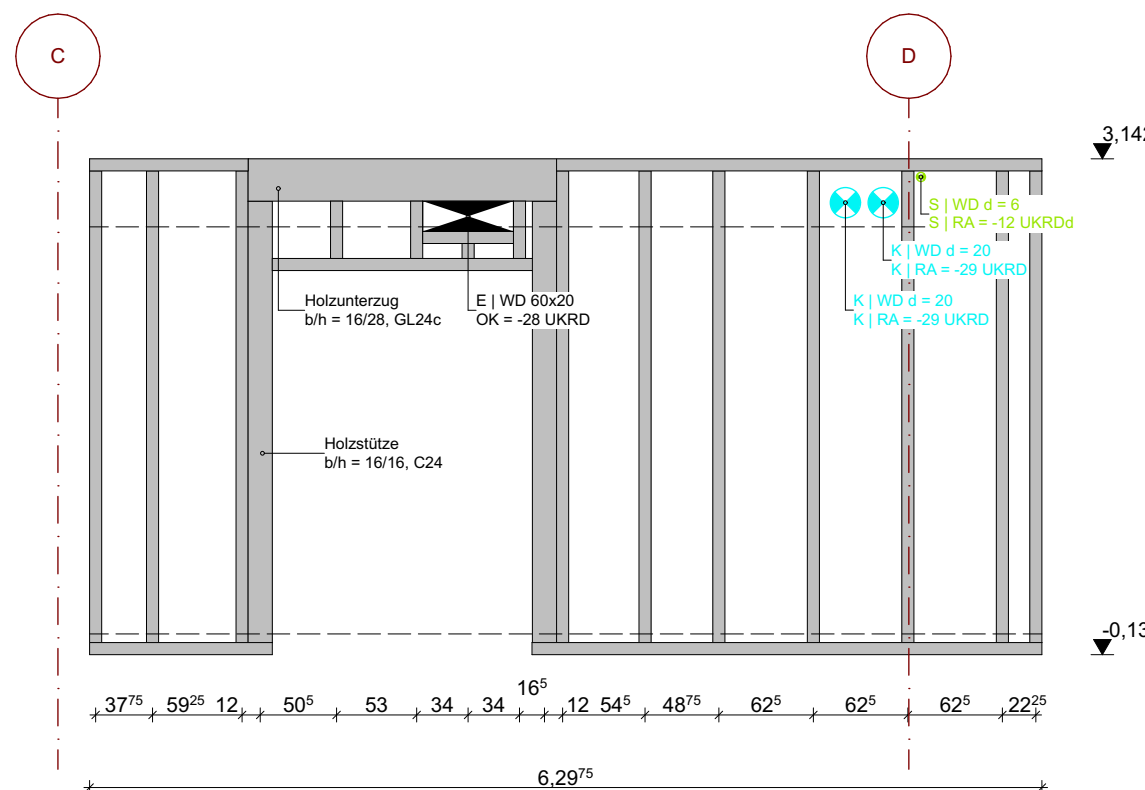 C
D
3,142
S | WD d = 6
S | RA = -12 UKRDd
K | WD d = 20
K | RA = -29 UKRD
Holzunterzug
b/h = 16/28, GL24c
E | WD 60x20
OK = -28 UKRD
K | WD d = 20
K | RA = -29 UKRD
Holzstütze
b/h = 16/16, C24
-0,13
37⁷⁵ 59²⁵ 12 50⁵ 53 34 34 16⁵ 12 54⁵ 48⁷⁵ 62⁵ 62⁵ 62⁵ 22²⁵
6,29⁷⁵